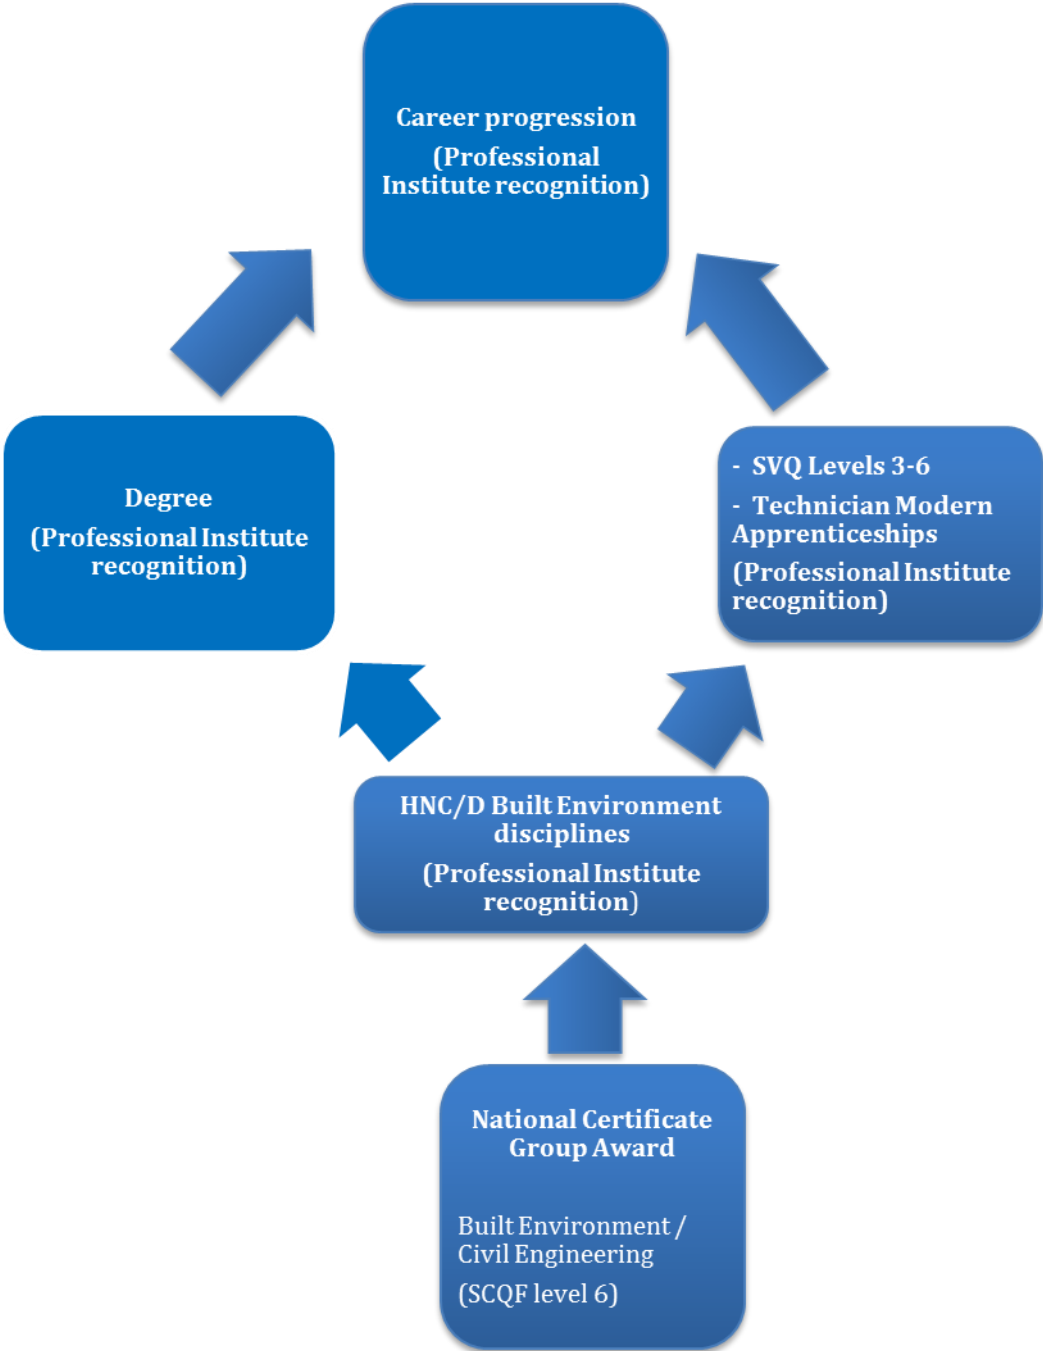 Career progression
(Professional
Institute recognition)
Degree
(Professional Institute
recognition)
- SVQ Levels 3-6
- Technician Modern
Apprenticeships
(Professional Institute
recognition)
HNC/D Built Environment
disciplines
(Professional Institute
recognition)
National Certificate
Group Award
Built Environment /
Civil Engineering
(SCQF level 6)